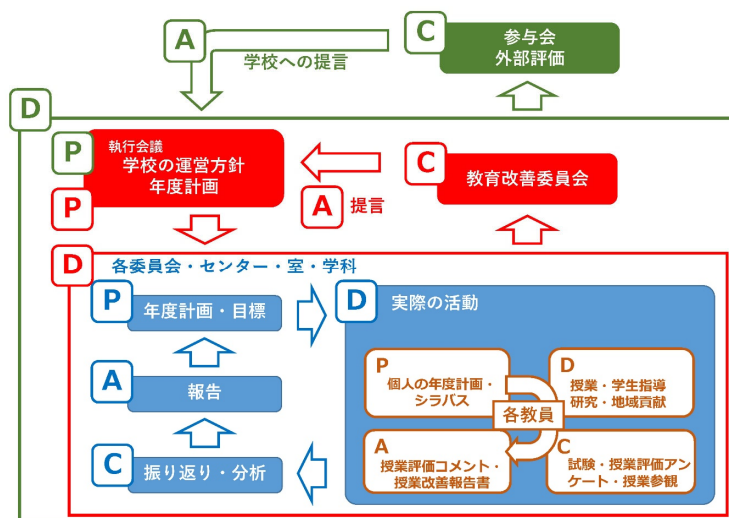 A
学校への提言
C
参与会
外部評価
D
P
執行会議
学校の運営方針
年度計画
P
A
提言
C
教育改善委員会
D
各委員会・センター・室・学科
P
年度計画・目標
A
報告
C
振り返り・分析
D
実際の活動
P
個人の年度計画・
シラバス
D
授業・学生指導
研究・地域貢献
各教員
A
授業評価コメント・
授業改善報告書
C
試験・授業評価アン
ケート・授業参観